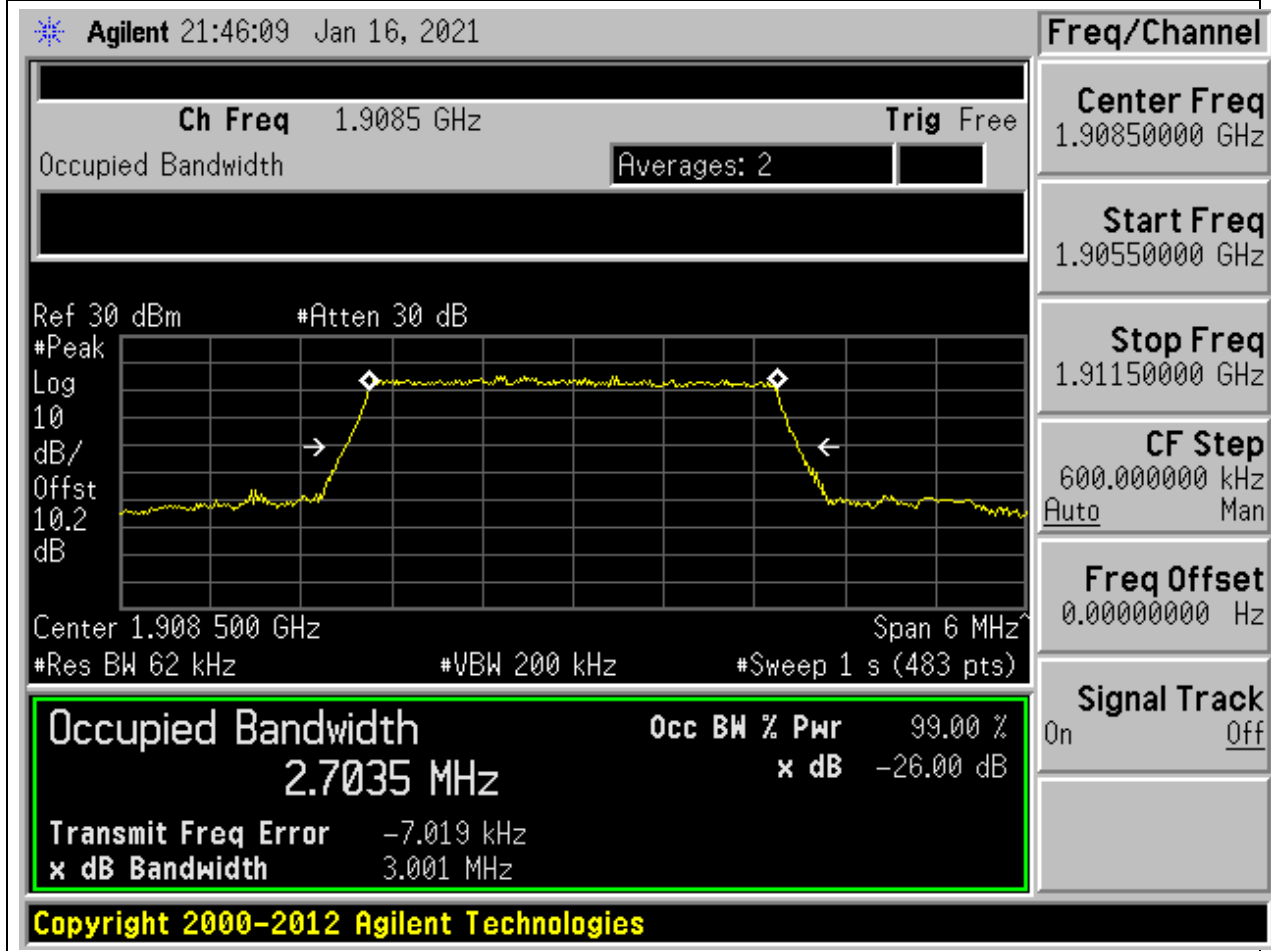 Agilent 21:46:09 Jan 16, 2021
Freq/Channel
Ch Freq 1.9085 GHz Trig Free
Occupied Bandwidth Averages: 2
Ref 30 dBm #Atten 30 dB
#Peak
Log
10
dB/
Offst
10.2
dB
Center 1.908 500 GHz Span 6 MHz^
#Res BW 62 kHz #VBW 200 kHz #Sweep 1 s (483 pts)
Occupied Bandwidth Occ BW % Pwr 99.00 %
2.7035 MHz x dB -26.00 dB
Transmit Freq Error -7.019 kHz
x dB Bandwidth 3.001 MHz
Center Freq
1.90850000 GHz
Start Freq
1.90550000 GHz
Stop Freq
1.91150000 GHz
CF Step
600.000000 kHz
Auto Man
Freq Offset
0.00000000 Hz
Signal Track
On Off
Copyright 2000-2012 Agilent Technologies